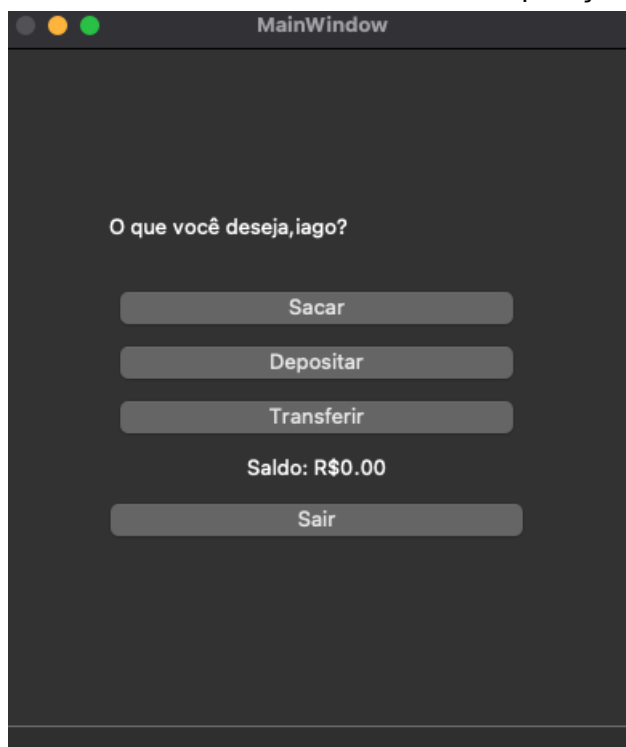 MainWindow
O que você deseja,iago?
Sacar
Depositar
Transferir
Saldo: R$0.00
Sair